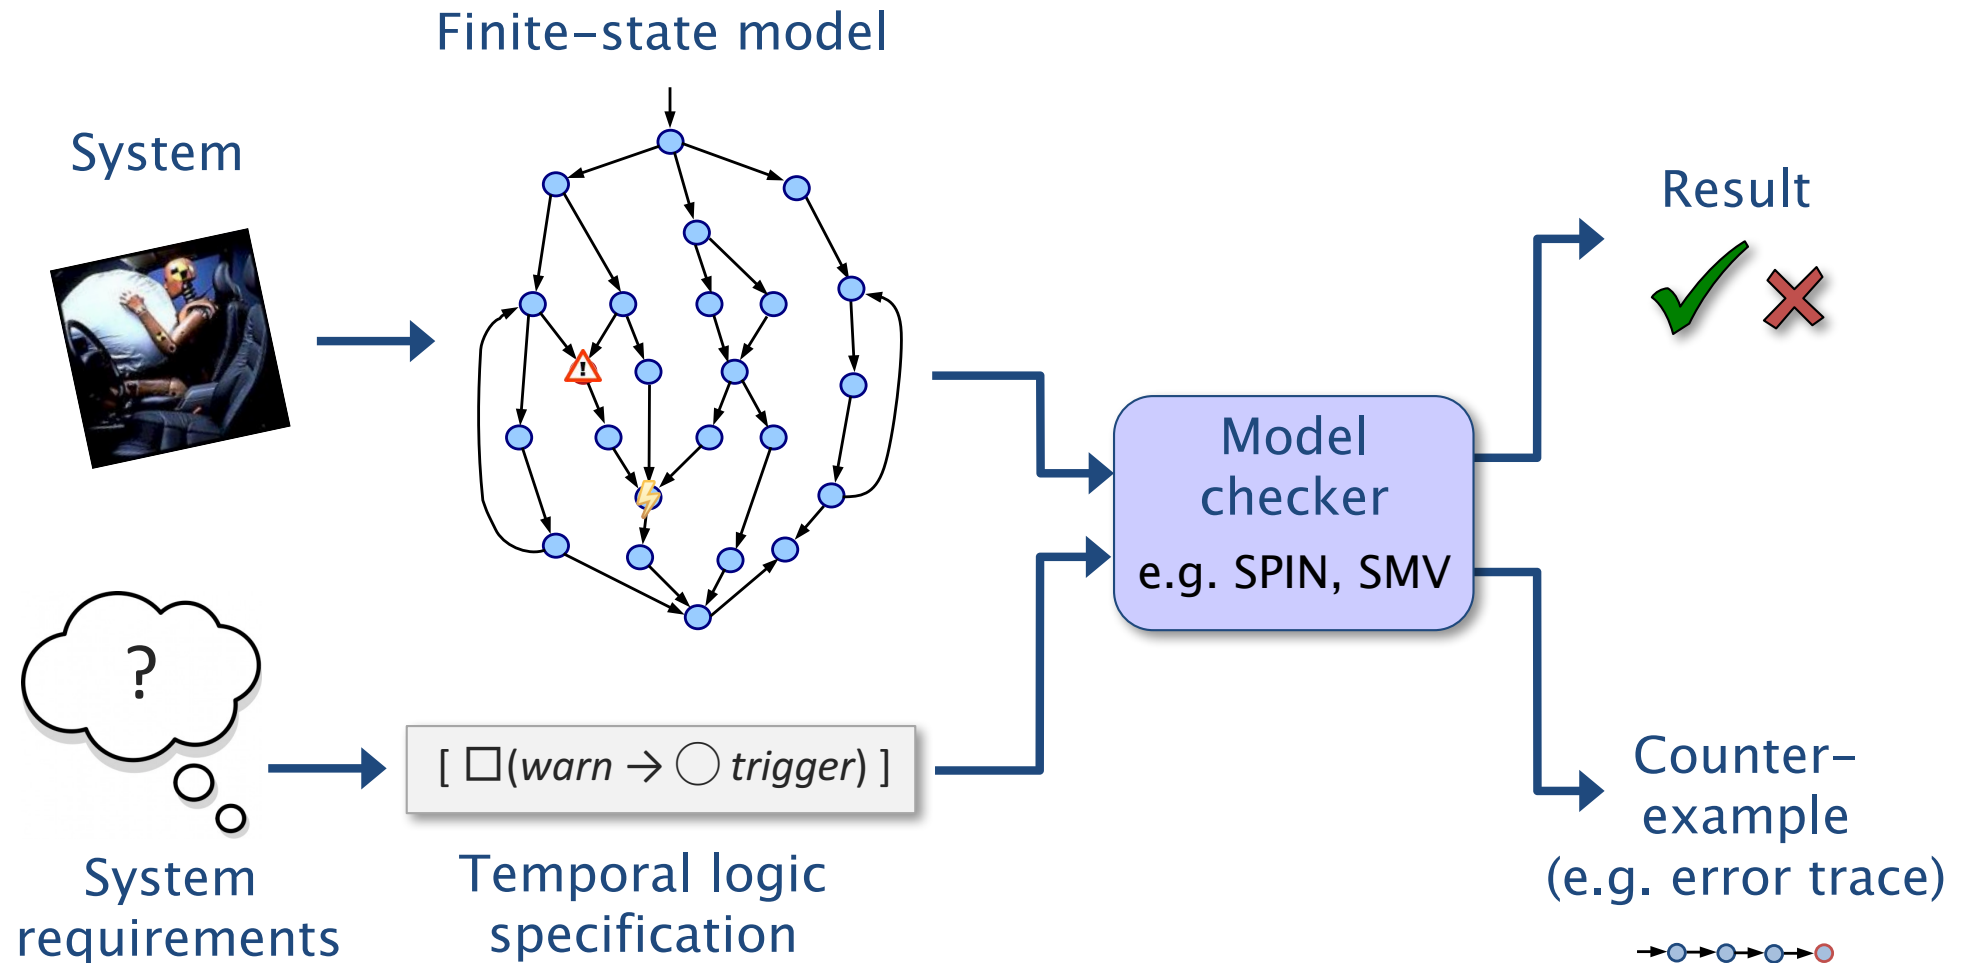 Finite-state model
System
Result
!
Model
checker
e.g. SPIN, SMV
?
[ □(warn → ◯ trigger) ]
System
requirements
Temporal logic
specification
Counter-
example
(e.g. error trace)